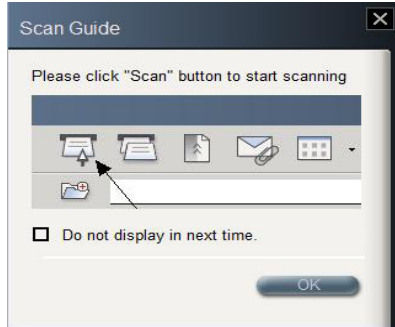 Scan Guide
Please click "Scan" button to start scanning
Do not display in next time.
OK